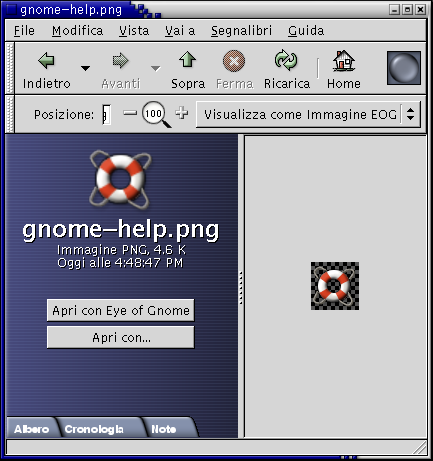 gnome-help.png
File Modifica Vista Vai a Segnalibri Guida
Indietro Avanti Sopra Ferma Ricarica Home
Posizione: 100 Visualizza come Immagine EOG
gnome-help.png
Immagine PNG, 4.6 K
Oggi alle 4:48:47 PM
Apri con Eye of Gnome
Apri con...
Albero Cronologia Note